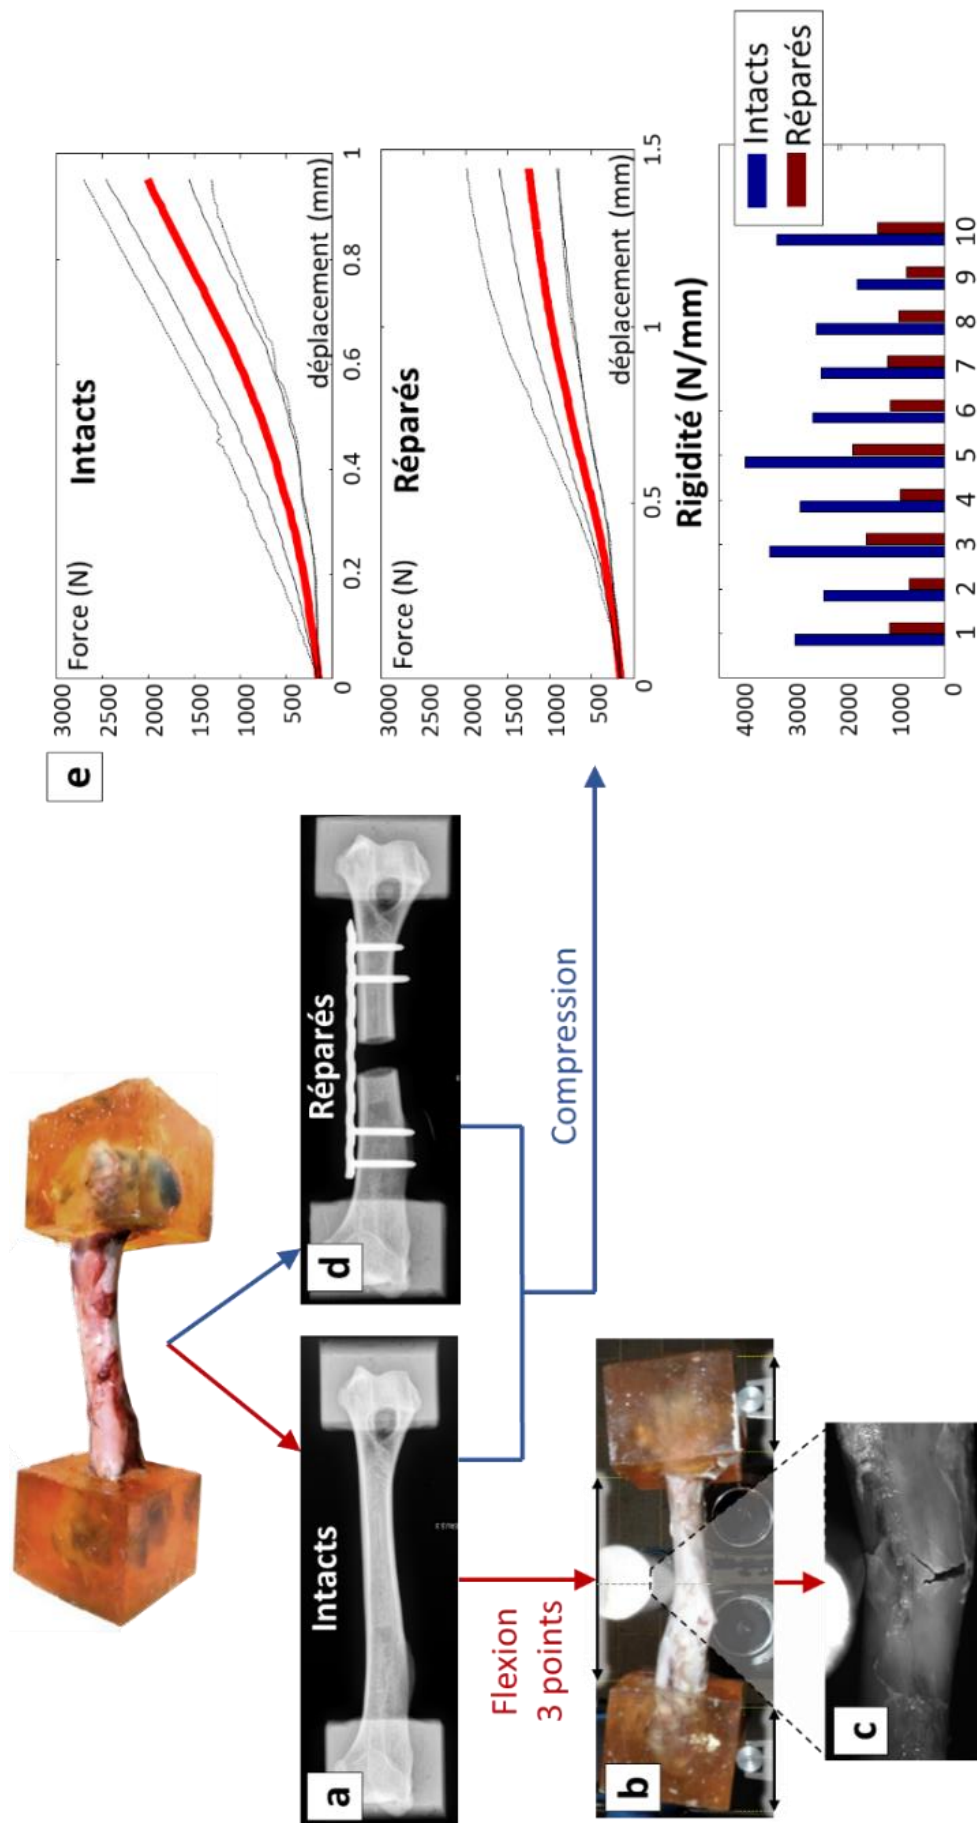 a
Intacts
d
Réparés
Flexion
3 points
Compression
b
c
e
Force (N)
Intacts
3000
2500
2000
1500
1000
500
0
0.2
0.4
0.6
0.8
1
déplacement (mm)
Force (N)
Réparés
3000
2500
2000
1500
1000
500
0
0.5
1
1.5
déplacement (mm)
Rigidité (N/mm)
Intacts
Réparés
4000
3000
2000
1000
0
1 2 3 4 5 6 7 8 9 10